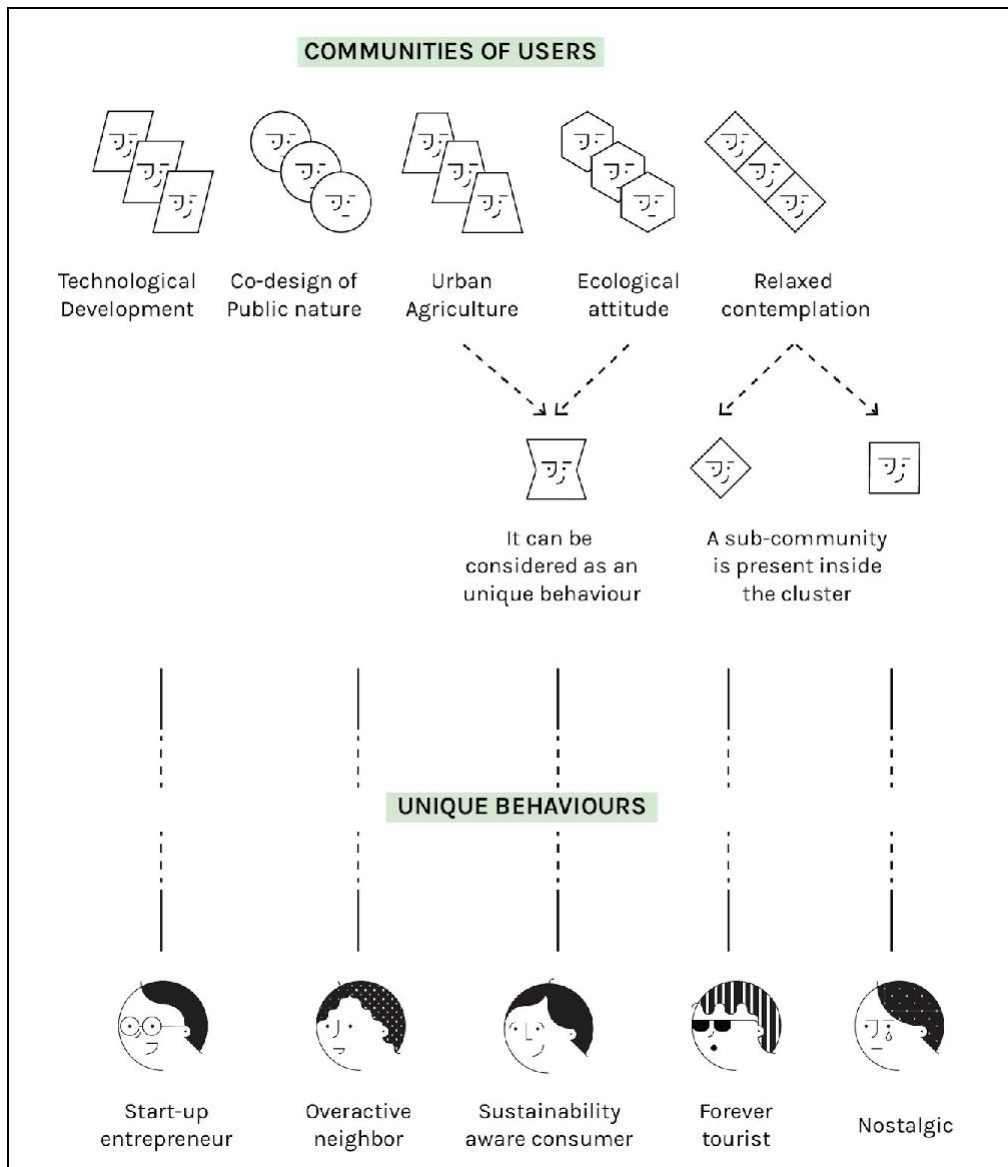 COMMUNITIES OF USERS
Technological
Development
Co-design of
Public nature
Urban
Agriculture
Ecological
attitude
Relaxed
contemplation
It can be
considered as an
unique behaviour
A sub-community
is present inside
the cluster
UNIQUE BEHAVIOURS
Start-up
entrepreneur
Overactive
neighbor
Sustainability
aware consumer
Forever
tourist
Nostalgic